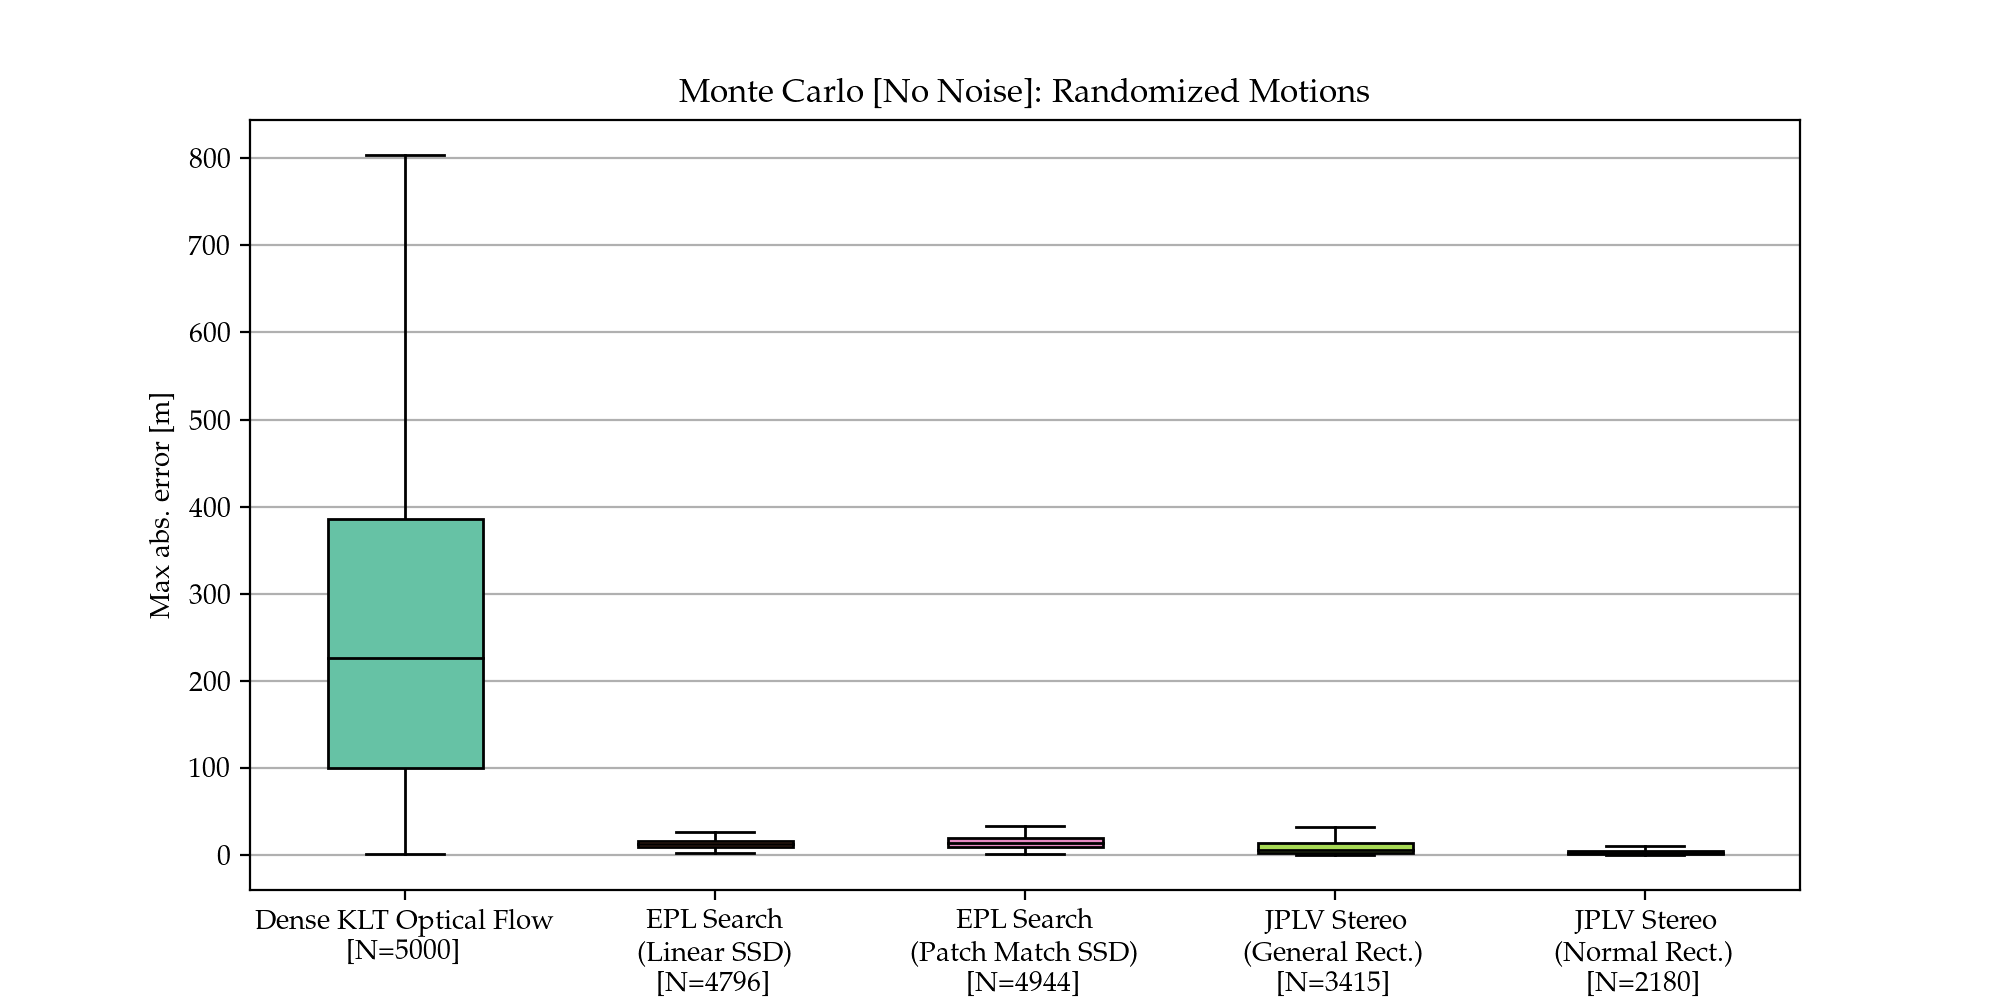 Monte Carlo [No Noise]: Randomized Motions
Max abs. error [m]
800
700
600
500
400
300
200
100
0
Dense KLT Optical Flow
[N=5000]
EPL Search
(Linear SSD)
[N=4796]
EPL Search
(Patch Match SSD)
[N=4944]
JPLV Stereo
(General Rect.)
[N=3415]
JPLV Stereo
(Normal Rect.)
[N=2180]